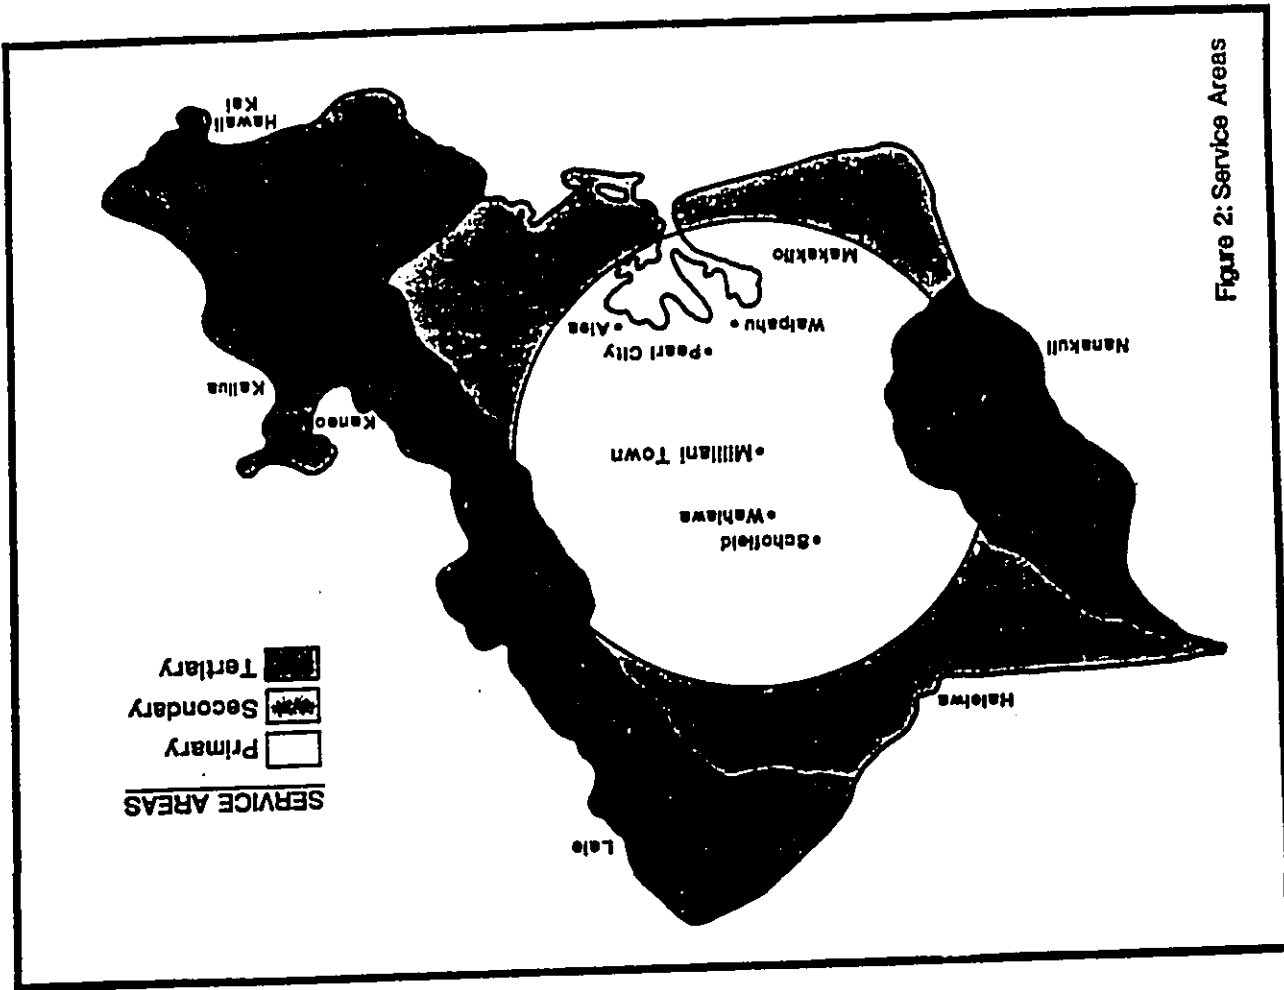 Figure 2: Service Areas
SERVICE AREAS
Primary
Secondary
Tertiary
Laie
Haleiwa
•Schofield
•Wahiawa
•Mililani Town
Kaneo
Kailua
Nanakuli
•Pearl City
Waipahu •
Aiea •
Makakilo
Hawaii
Kai